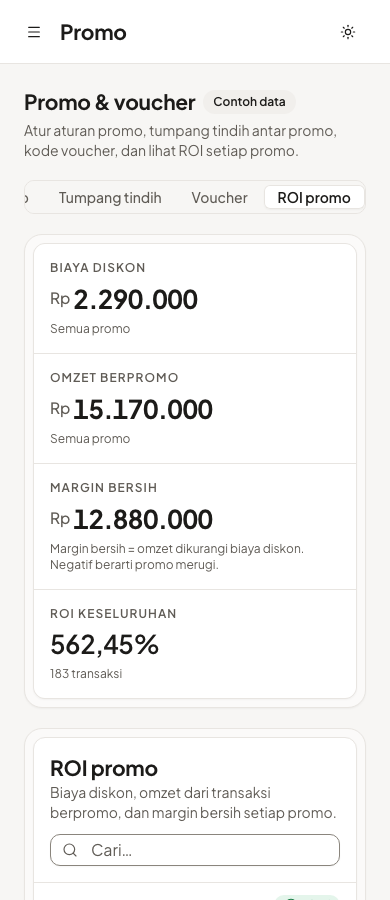 Promo
Promo & voucher
Contoh data
Atur aturan promo, tumpang tindih antar promo,
kode voucher, dan lihat ROI setiap promo.
Tumpang tindih
Voucher
ROI promo
BIAYA DISKON
Rp 2.290.000
Semua promo
OMZET BERPROMO
Rp 15.170.000
Semua promo
MARGIN BERSIH
Rp 12.880.000
Margin bersih = omzet dikurangi biaya diskon.
Negatif berarti promo merugi.
ROI KESELURUHAN
562,45%
183 transaksi
ROI promo
Biaya diskon, omzet dari transaksi
berpromo, dan margin bersih setiap promo.
Cari...